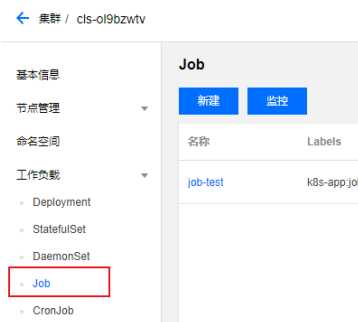 集群 / cls-ol9bzwtv
基本信息
节点管理
命名空间
工作负载
Deployment
StatefulSet
DaemonSet
Job
CronJob
Job
新建 监控
名称 Labels
job-test k8s-app:jo